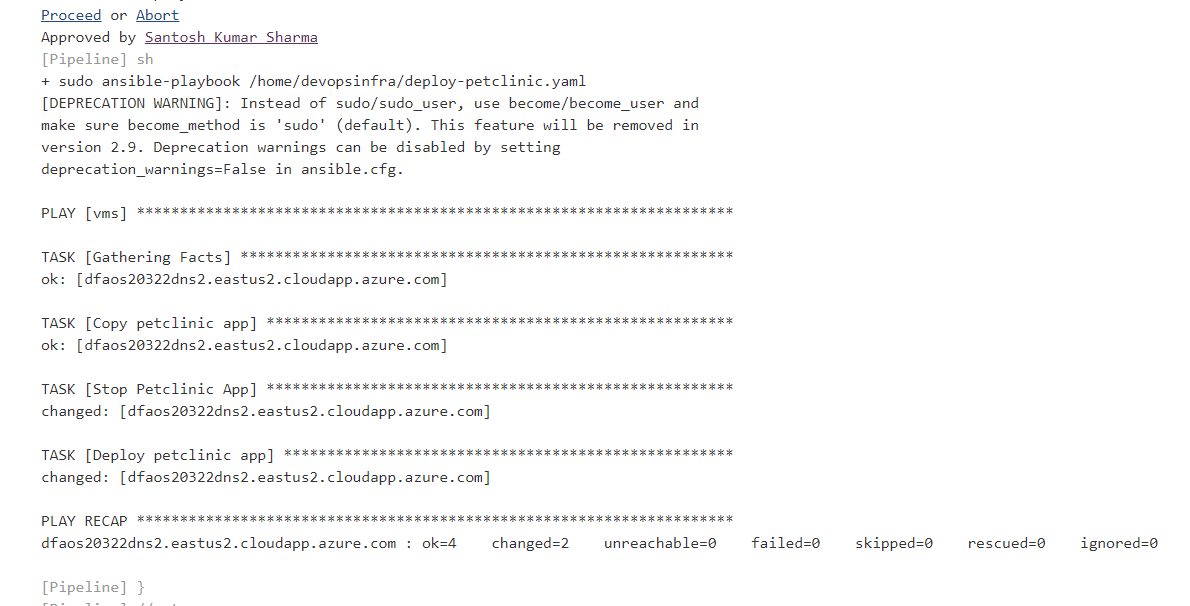 Proceed or Abort
Approved by Santosh Kumar Sharma
[Pipeline] sh
+ sudo ansible-playbook /home/devopsinfra/deploy-petclinic.yaml
[DEPRECATION WARNING]: Instead of sudo/sudo_user, use become/become_user and
make sure become_method is 'sudo' (default). This feature will be removed in
version 2.9. Deprecation warnings can be disabled by setting
deprecation_warnings=False in ansible.cfg.
PLAY [vms] *********************************************************************
TASK [Gathering Facts] *********************************************************
ok: [dfaos20322dns2.eastus2.cloudapp.azure.com]
TASK [Copy petclinic app] ******************************************************
ok: [dfaos20322dns2.eastus2.cloudapp.azure.com]
TASK [Stop Petclinic App] ******************************************************
changed: [dfaos20322dns2.eastus2.cloudapp.azure.com]
TASK [Deploy petclinic app] ****************************************************
changed: [dfaos20322dns2.eastus2.cloudapp.azure.com]
PLAY RECAP *********************************************************************
dfaos20322dns2.eastus2.cloudapp.azure.com : ok=4    changed=2    unreachable=0    failed=0    skipped=0    rescued=0    ignored=0
[Pipeline] }